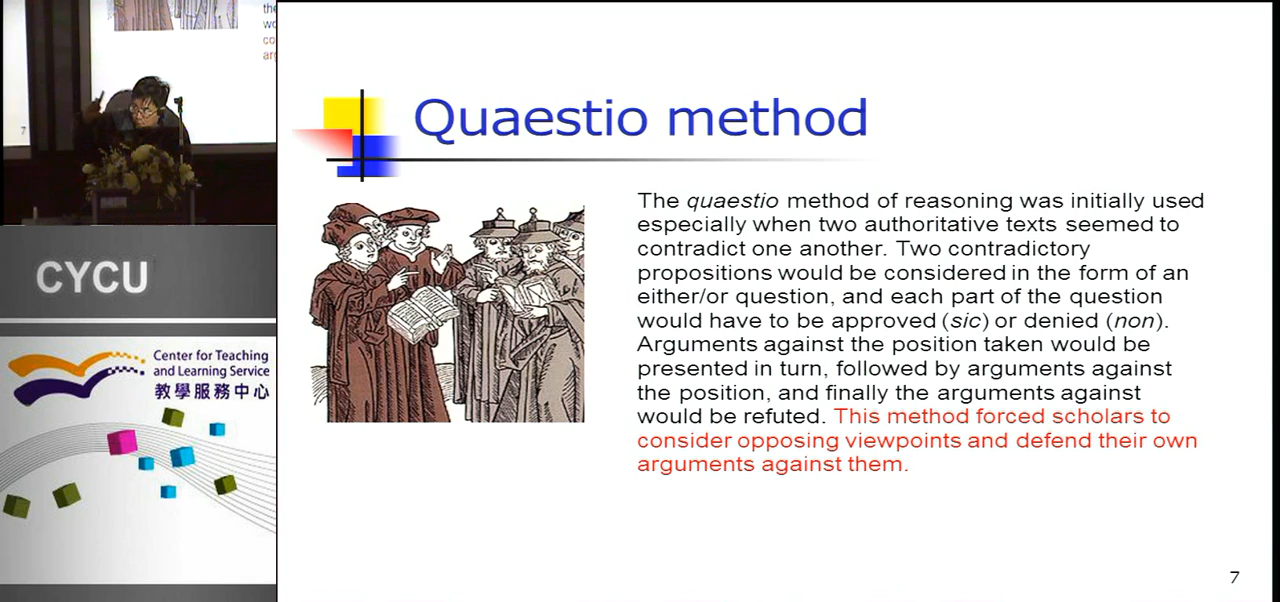 the
wo
co
arg
7
CYCU
Center for Teaching
and Learning Service
教學服務中心
Quaestio method
The quaestio method of reasoning was initially used
especially when two authoritative texts seemed to
contradict one another. Two contradictory
propositions would be considered in the form of an
either/or question, and each part of the question
would have to be approved (sic) or denied (non).
Arguments against the position taken would be
presented in turn, followed by arguments against
the position, and finally the arguments against
would be refuted. This method forced scholars to
consider opposing viewpoints and defend their own
arguments against them.
7